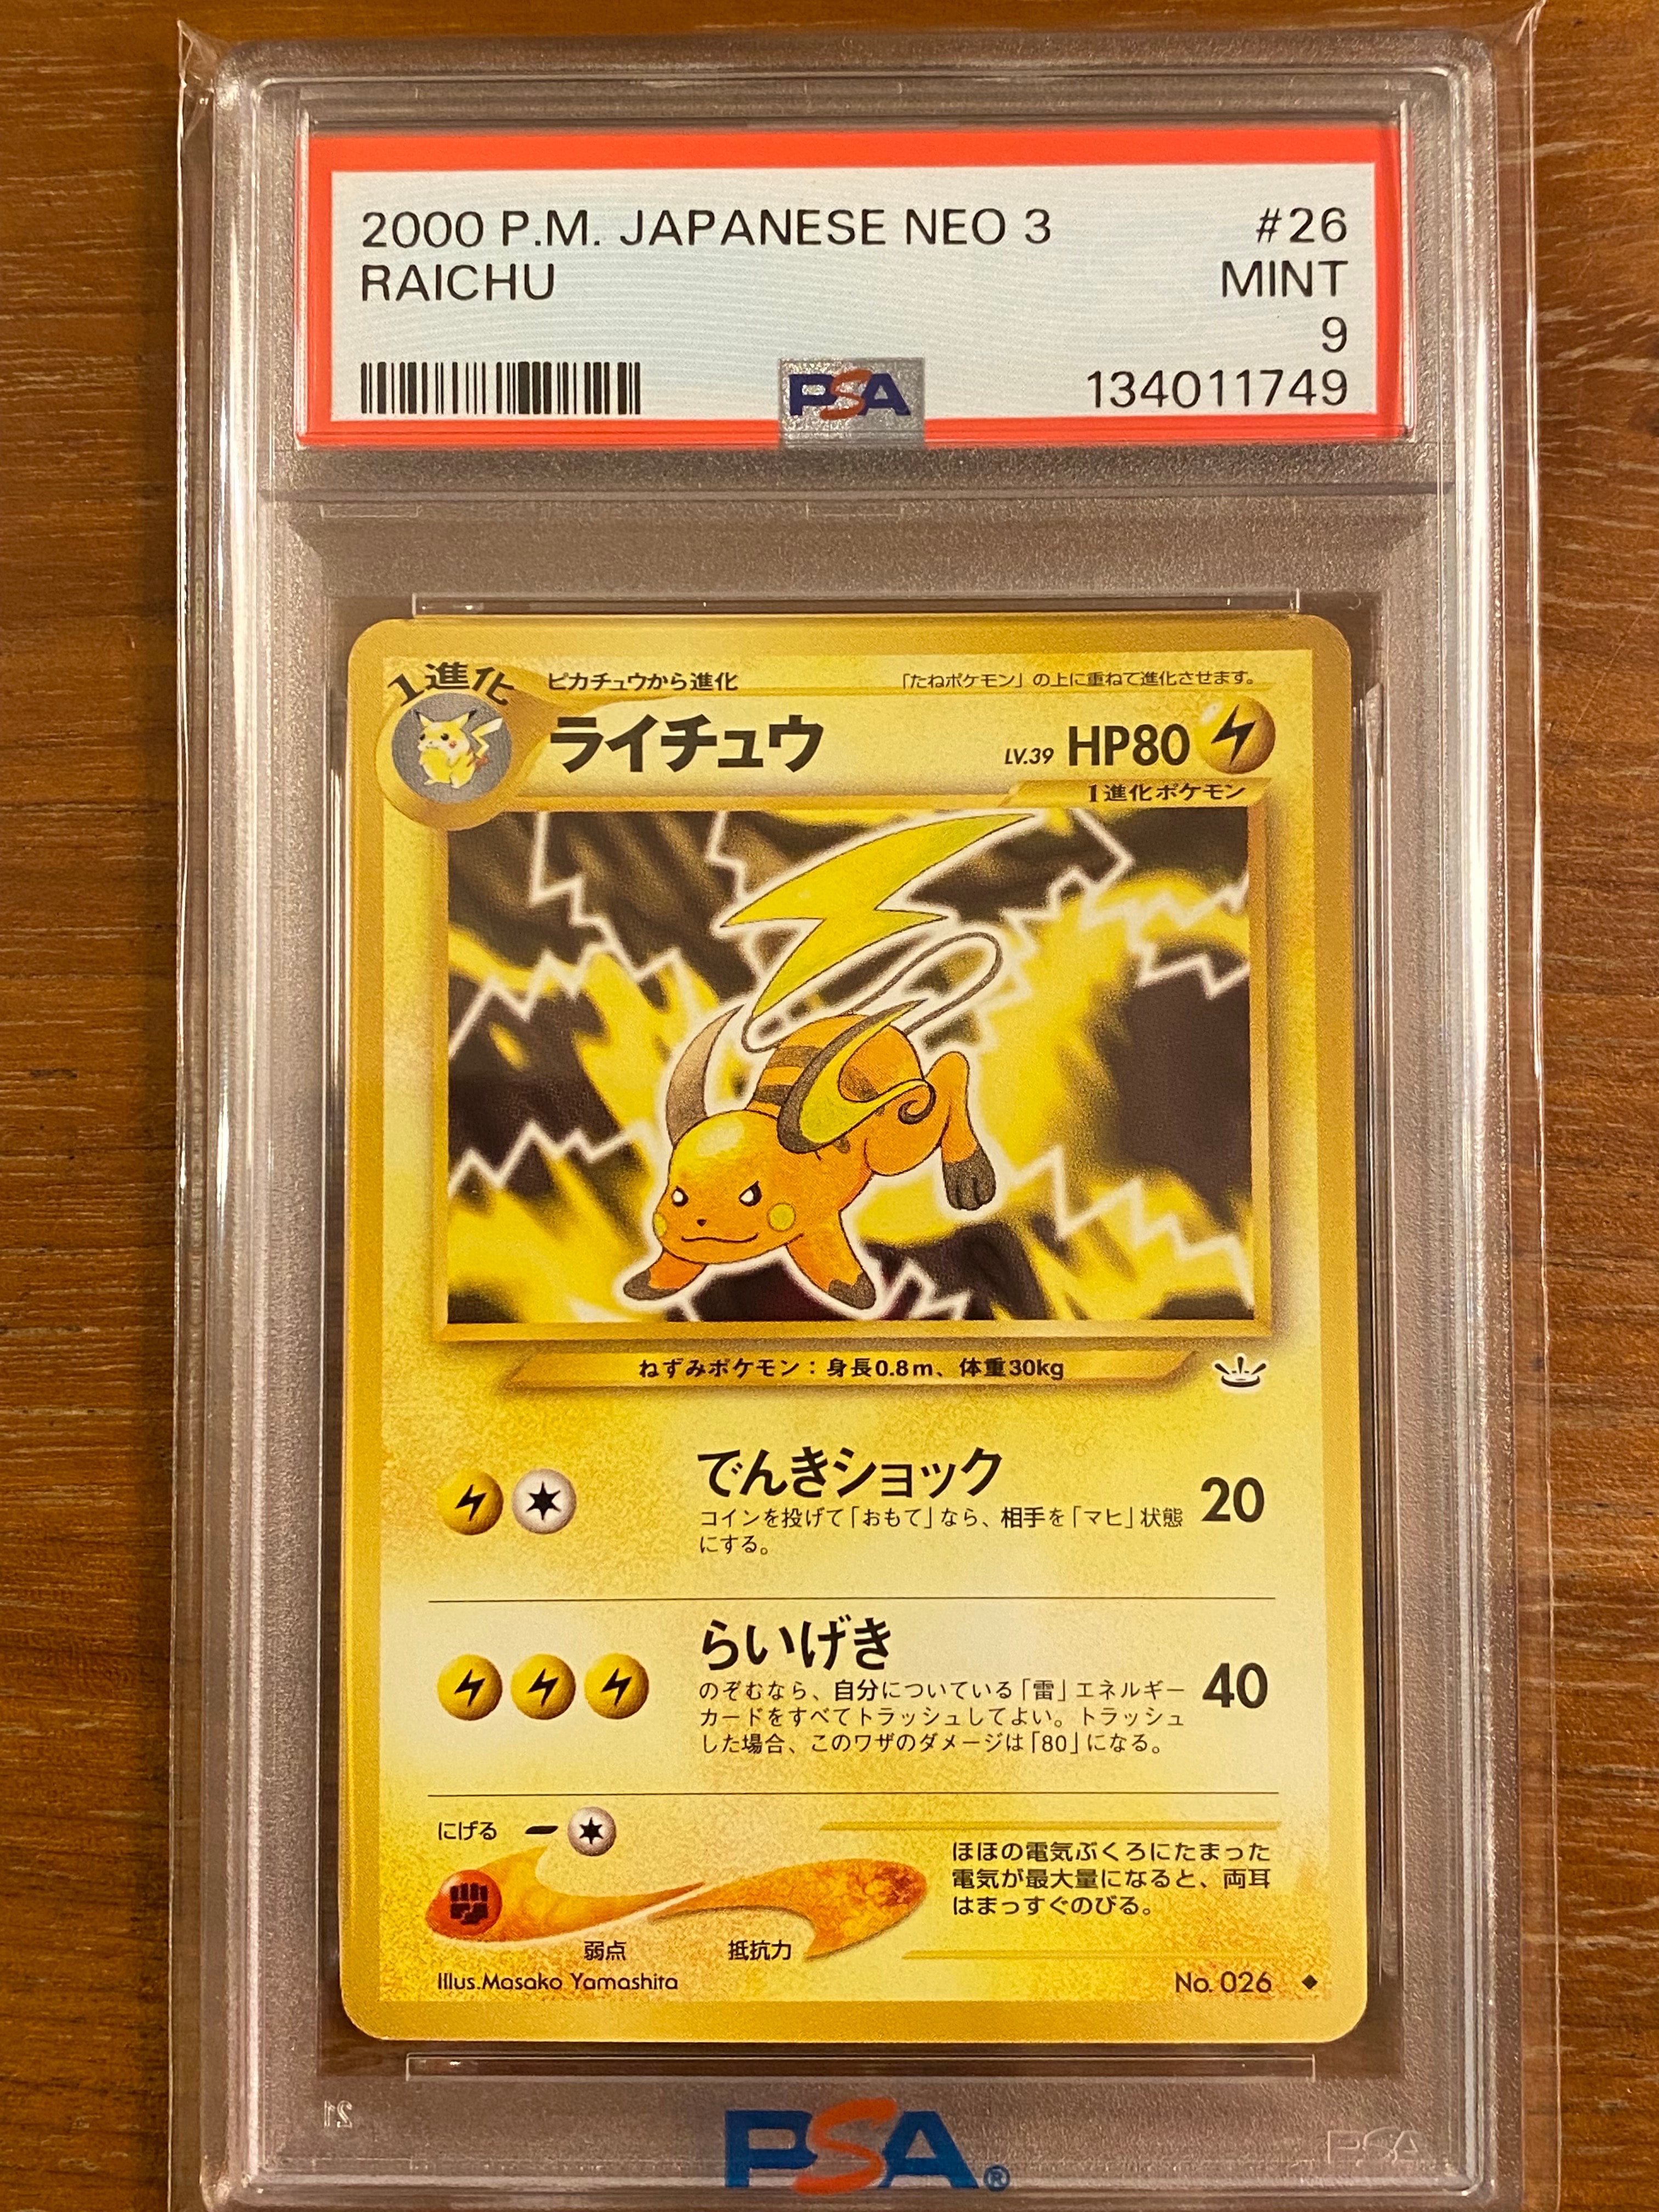 2000 P.M. JAPANESE NEO 3 #26
RAICHU MINT
9
PSA 134011749
1進化 ピカチュウから進化 「たねポケモン」の上に重ねて進化させます。
ライチュウ LV.39 HP80
1進化ポケモン
ねずみポケモン：身長0.8m、体重30kg
でんきショック 20
コインを投げて「おもて」なら、相手を「マヒ」状態
にする。
らいげき 40
のぞむなら、自分についている「雷」エネルギー
カードをすべてトラッシュしてよい。トラッシュ
した場合、このワザのダメージは「80」になる。
にげる
ほほの電気ぶくろにたまった
電気が最大量になると、両耳
はまっすぐのびる。
弱点 抵抗力
Illus.Masako Yamashita No. 026
21 PSA
PSA®